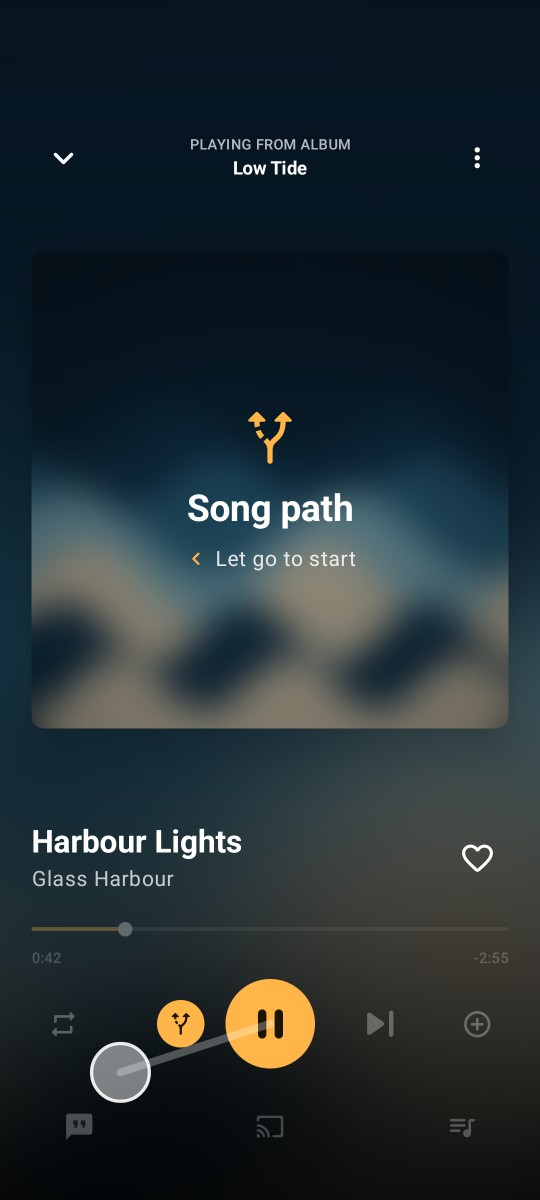 PLAYING FROM ALBUM
Low Tide
Song path
Let go to start
Harbour Lights
Glass Harbour
0:42
-2:55